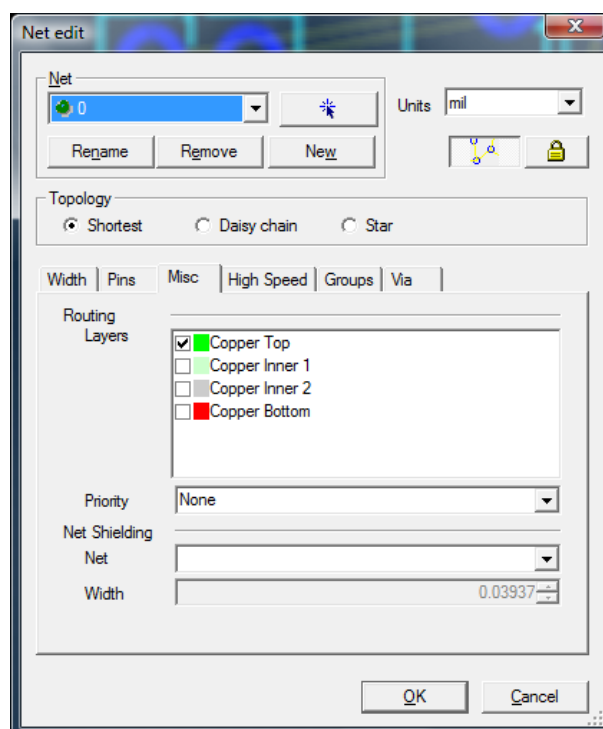 Net edit
Net
0
Units mil
Rename Remove New
Topology
Shortest Daisy chain Star
Width Pins Misc High Speed Groups Via
Routing
Layers
Copper Top
Copper Inner 1
Copper Inner 2
Copper Bottom
Priority None
Net Shielding
Net
Width 0.03937
OK Cancel